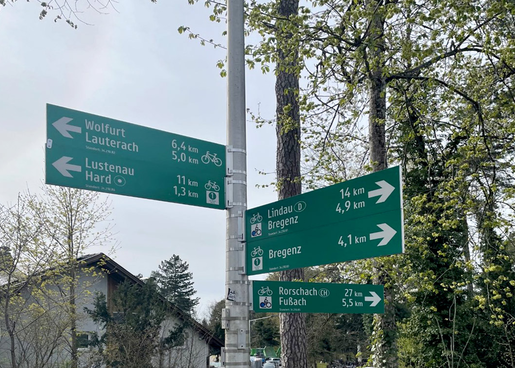 Wolfurt 6,4 km
Lauterach 5,0 km
Lustenau 11 km
Hard 1,3 km
Lindau D 14 km
Bregenz 4,9 km
Bregenz 4,1 km
Rorschach CH 27 km
Fußach 5,5 km